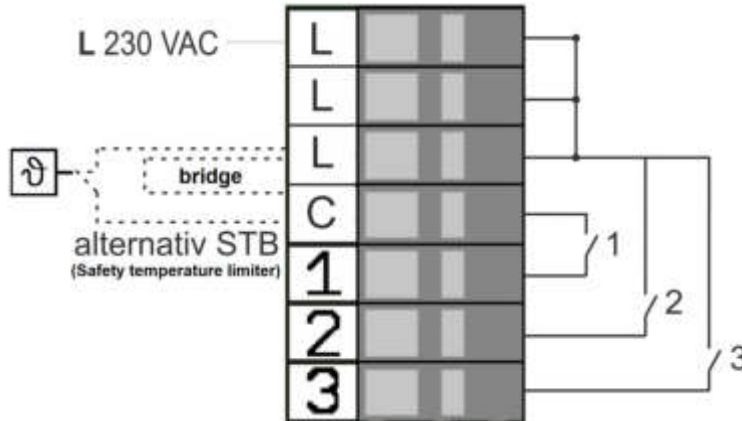 L 230 VAC
L
L
L
ϑ
bridge
C
alternativ STB
(Safety temperature limiter)
1
2
3
1
2
3